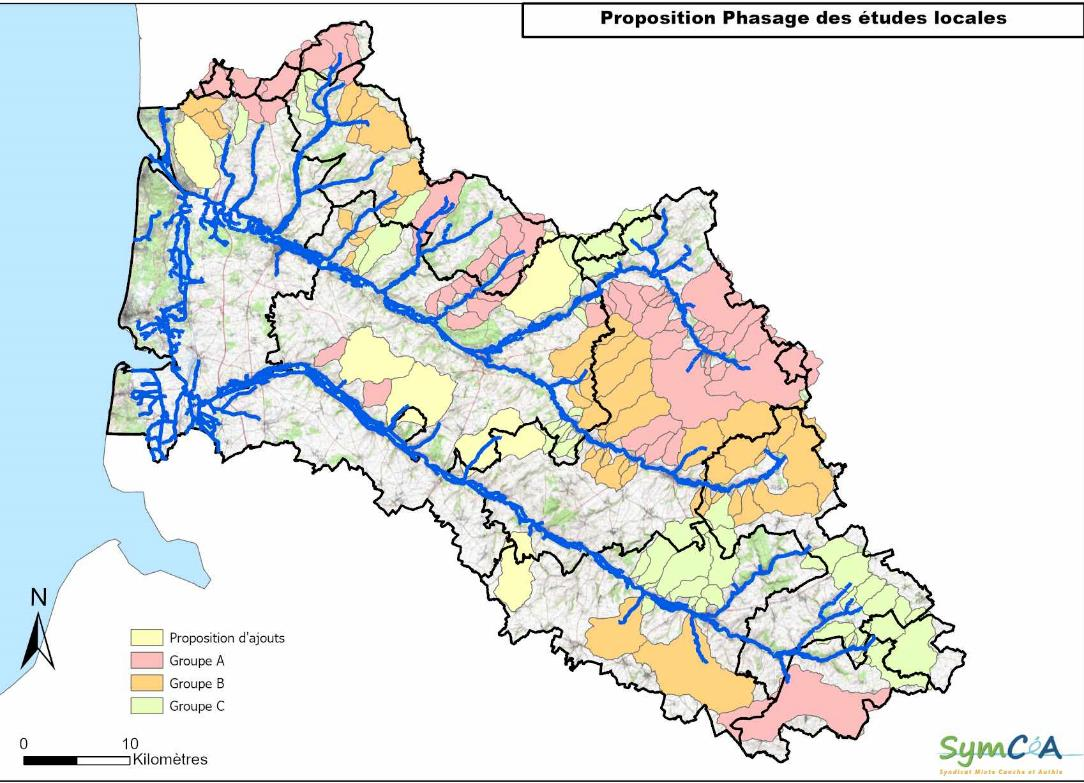 Proposition Phasage des études locales
N
Proposition d'ajouts
Groupe A
Groupe B
Groupe C
0 10
Kilomètres
SymCéA
Syndicat Mixte Canche et Authie